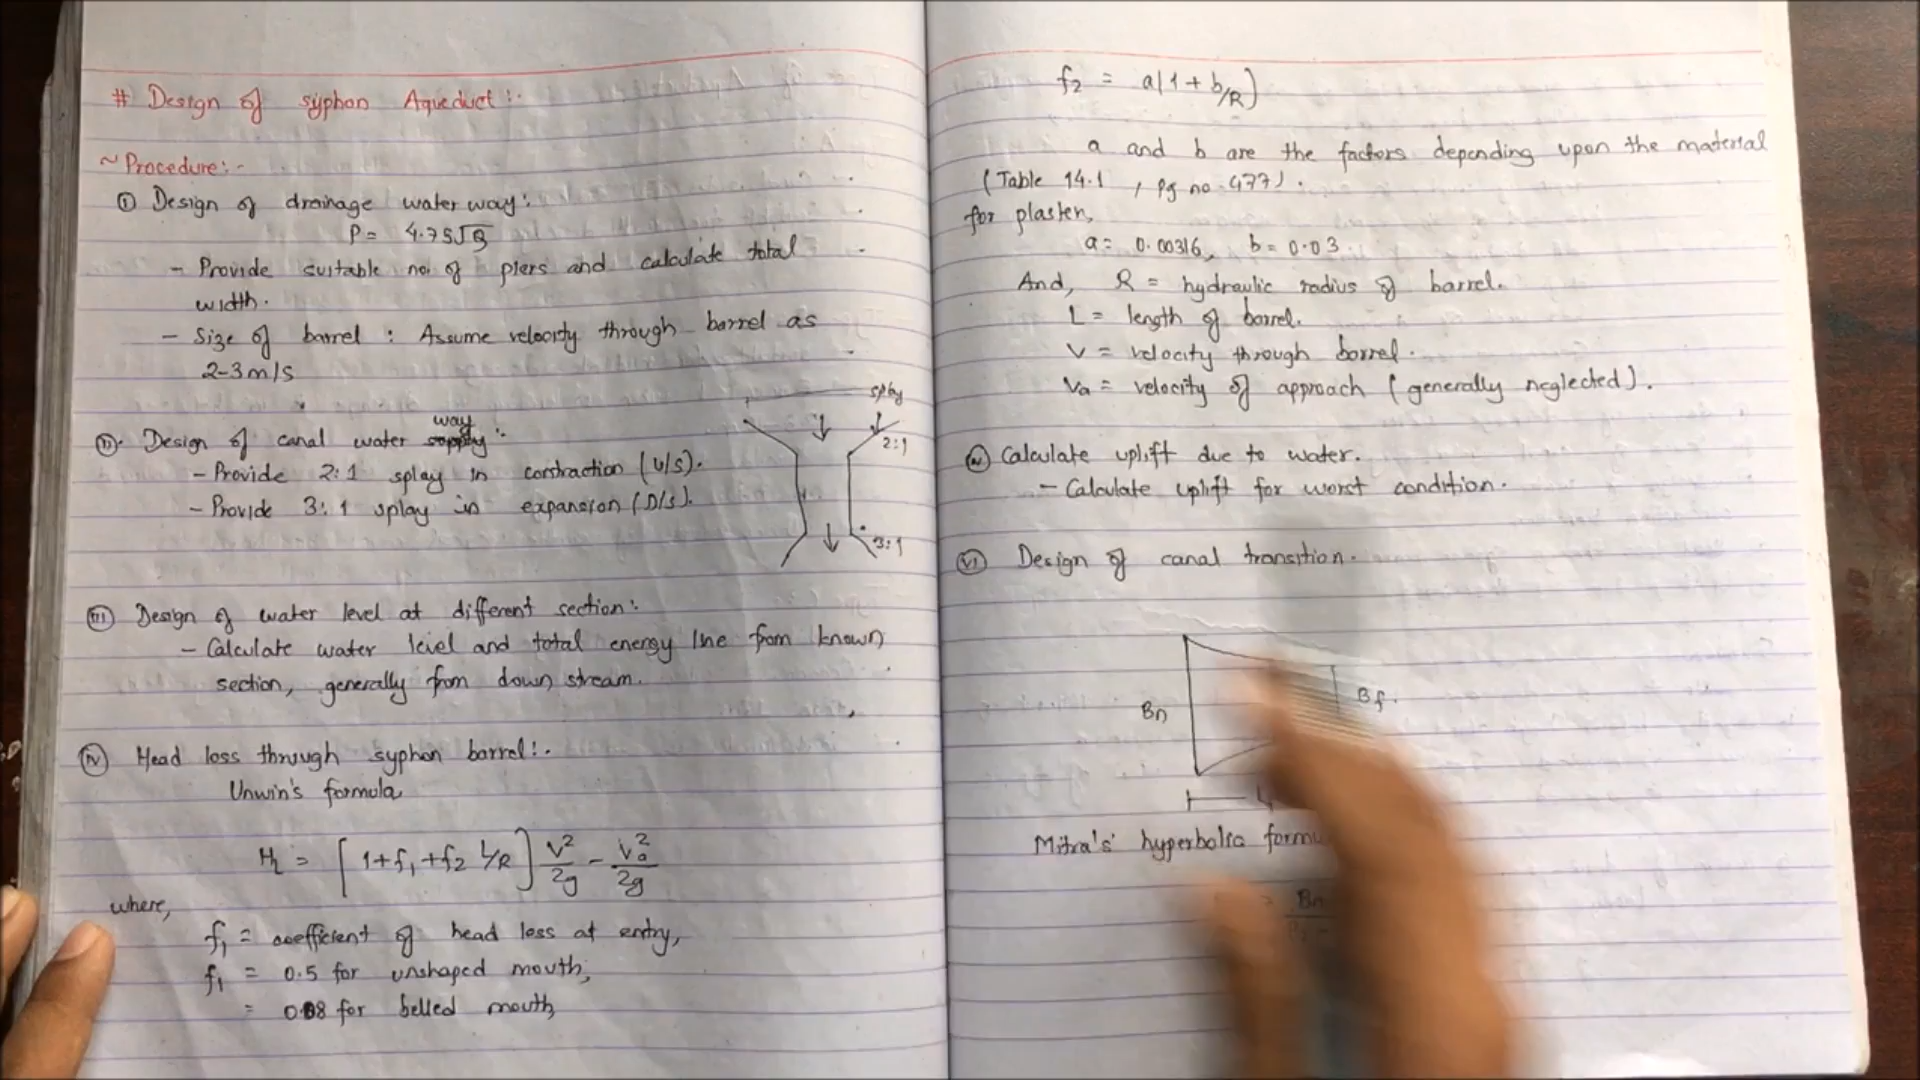 # Design of syphon Aqueduct :-
~ Procedure:-
(i) Design of drainage water way:
P = 4.75√Q
- Provide suitable no. of piers and calculate total
width.
- Size of barrel : Assume velocity through barrel as
2-3 m/s
(ii) Design of canal water way:
- Provide 2:1 splay in contraction (U/S).
- Provide 3:1 splay in expansion (D/S).
splay
2:1
3:1
(iii) Design of water level at different section:
- Calculate water level and total energy line from known
section, generally from down stream.
(iv) Head loss through syphon barrel:-
Unwin's formula
HL = [1+f1+f2 L/R] V²/2g - Va²/2g
where,
f1 = coefficient of head loss at entry,
f1 = 0.5 for unshaped mouth,
= 0.08 for belled mouth,
f2 = a(1+b/R)
a and b are the factors depending upon the material
(Table 14.1 , Pg no. 477).
for plaster,
a = 0.00316, b = 0.03
And, R = hydraulic radius of barrel.
L = length of barrel.
V = velocity through barrel.
Va = velocity of approach (generally neglected).
Calculate uplift due to water.
- Calculate uplift for worst condition.
(vi) Design of canal transition.
Bn
Bf
Mitra's hyperbolic
Bn